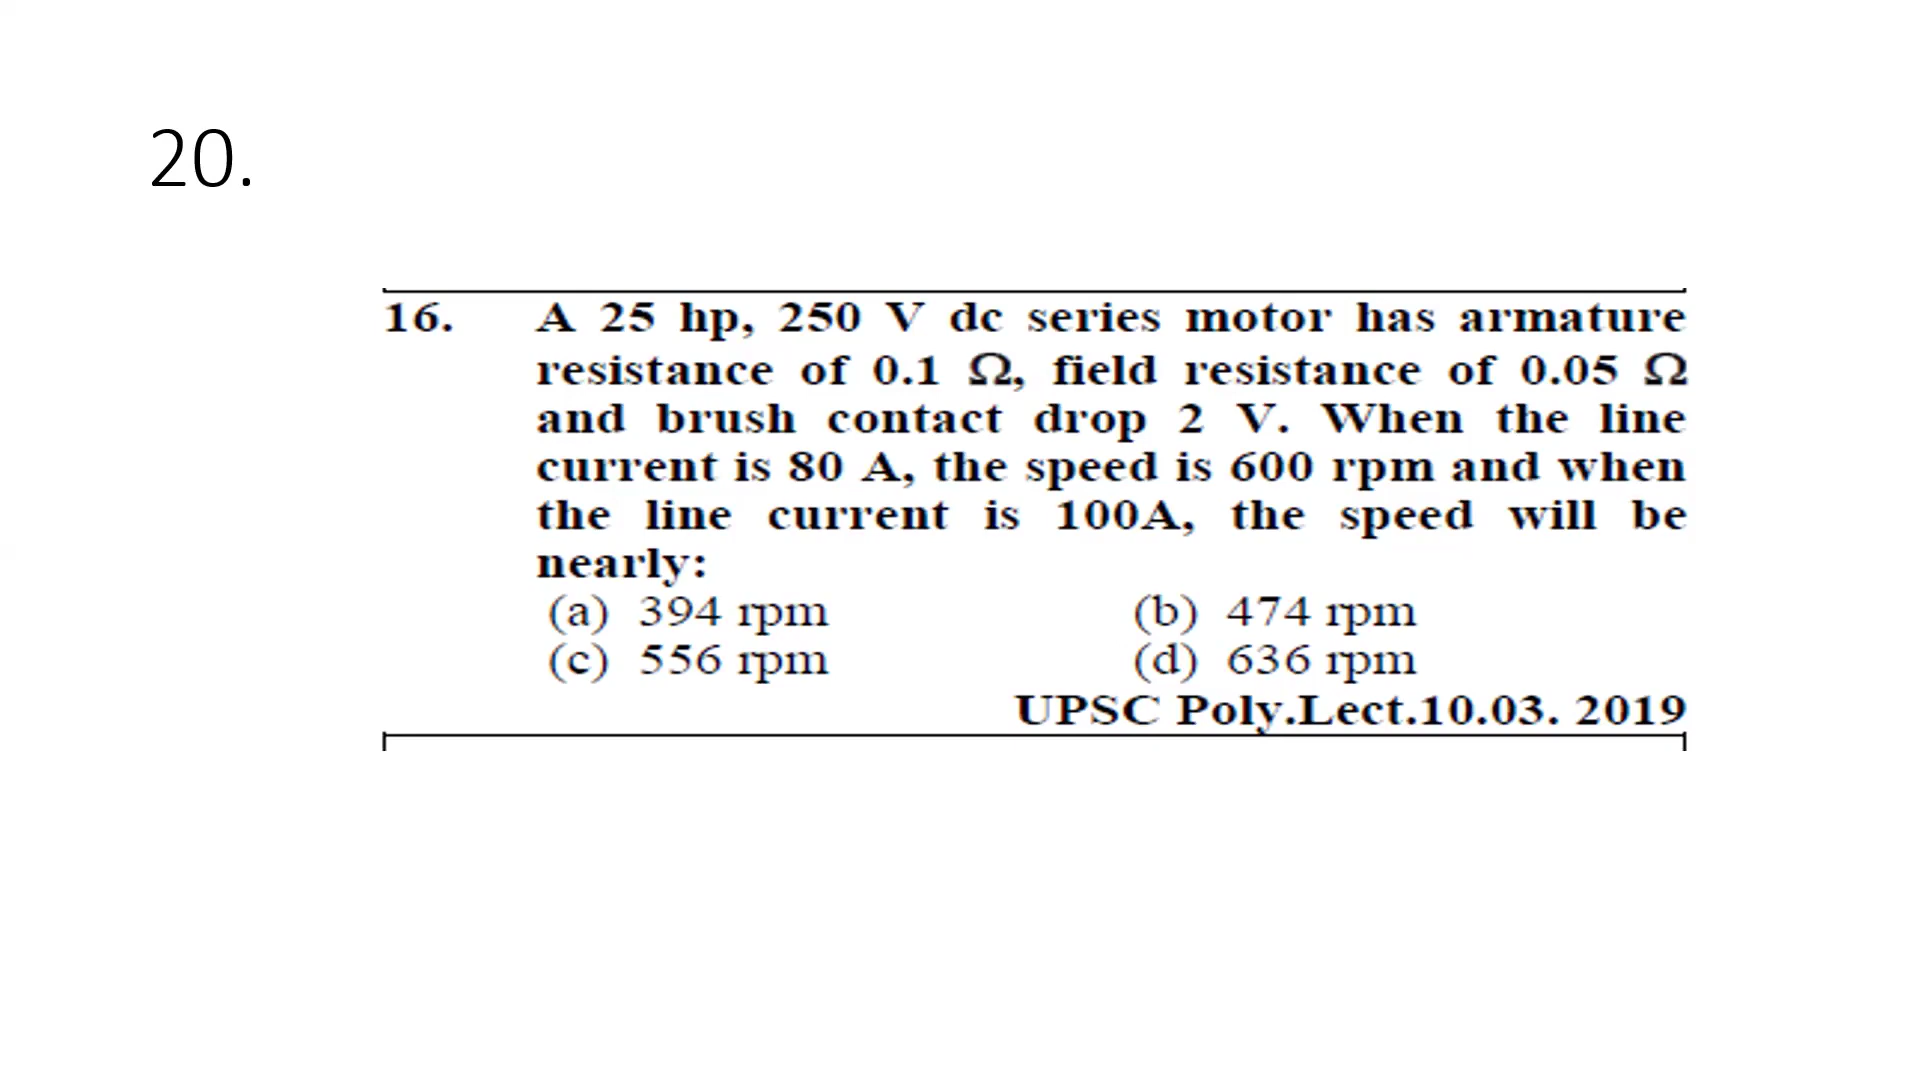 20.
16. A 25 hp, 250 V dc series motor has armature
resistance of 0.1 Ω, field resistance of 0.05 Ω
and brush contact drop 2 V. When the line
current is 80 A, the speed is 600 rpm and when
the line current is 100A, the speed will be
nearly:
(a) 394 rpm (b) 474 rpm
(c) 556 rpm (d) 636 rpm
UPSC Poly.Lect.10.03. 2019